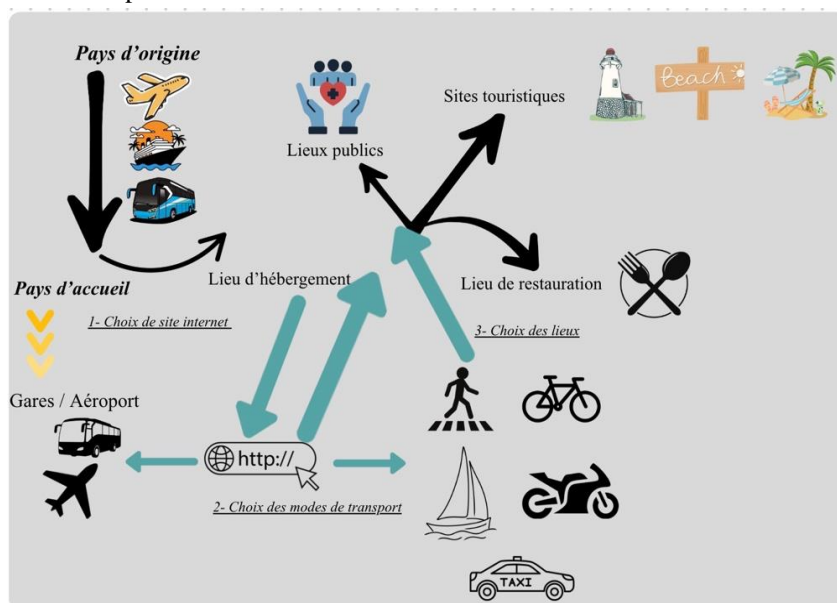 Pays d'origine
Sites touristiques
Beach
Lieux publics
Lieu d'hébergement
Lieu de restauration
Pays d'accueil
1- Choix de site internet
3- Choix des lieux
Gares / Aéroport
http://
2- Choix des modes de transport
TAXI